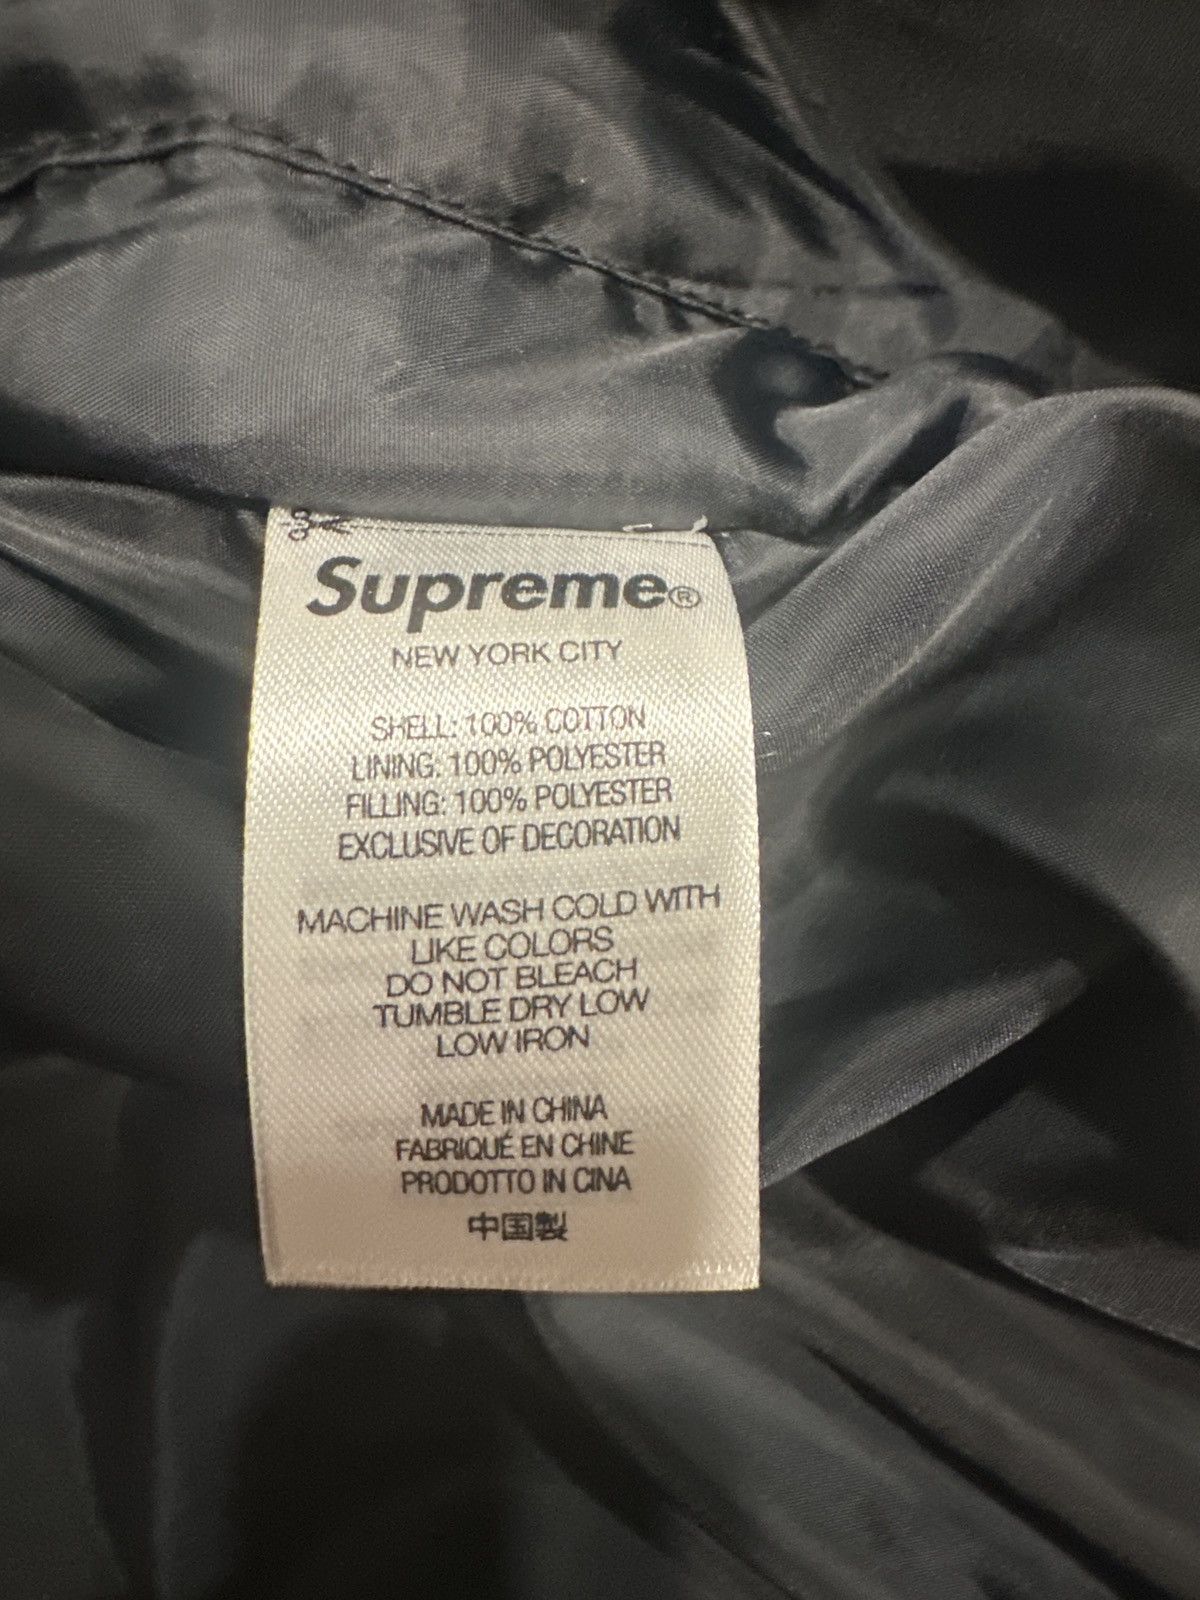 Supreme®
NEW YORK CITY
SHELL: 100% COTTON
LINING: 100% POLYESTER
FILLING: 100% POLYESTER
EXCLUSIVE OF DECORATION
MACHINE WASH COLD WITH
LIKE COLORS
DO NOT BLEACH
TUMBLE DRY LOW
LOW IRON
MADE IN CHINA
FABRIQUÉ EN CHINE
PRODOTTO IN CINA
中国製